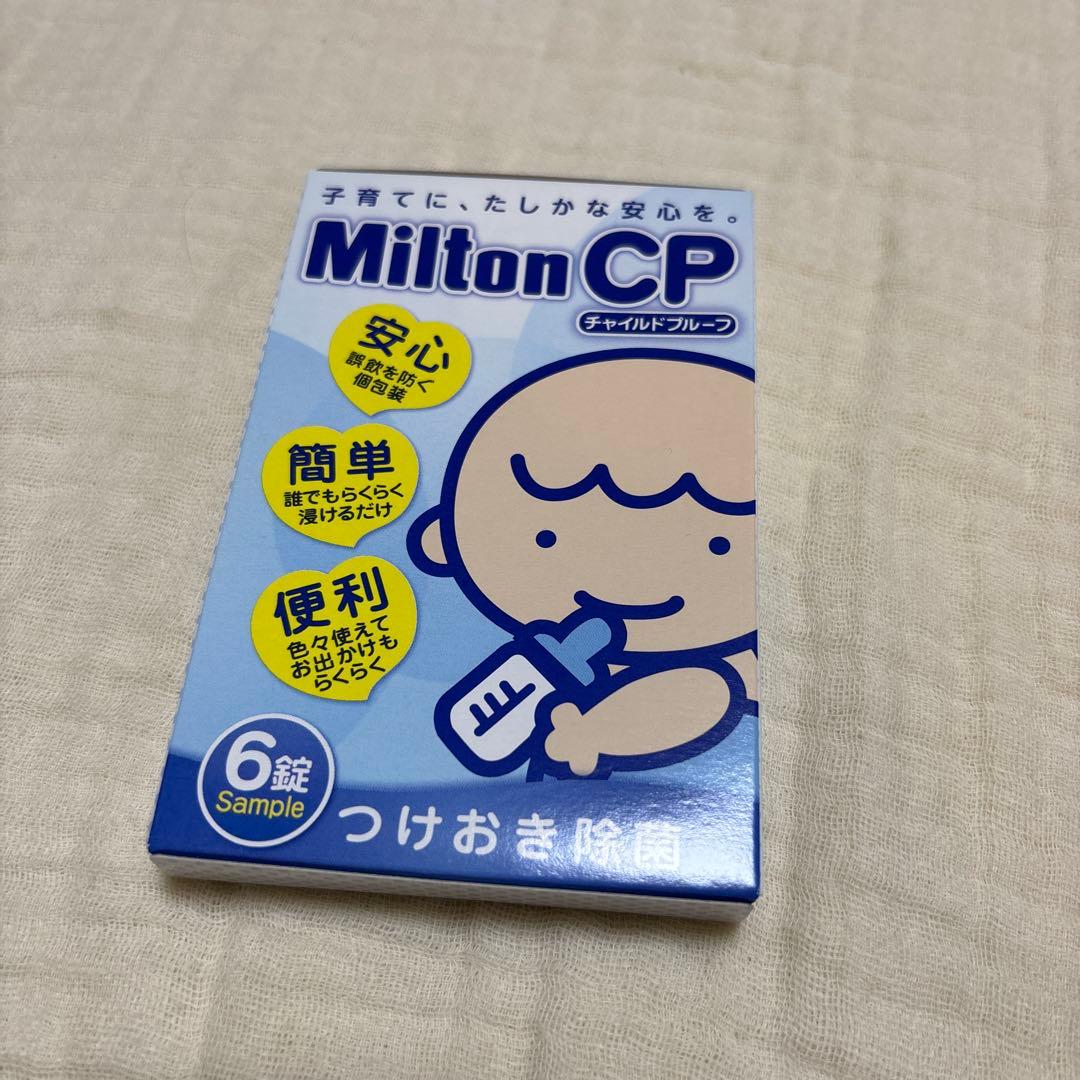 子育てに、たしかな安心を。
Milton CP
チャイルドプルーフ
安心
誤飲を防ぐ
個包装
簡単
誰でもらくらく
浸けるだけ
便利
色々使えて
お出かけも
らくらく
6錠
Sample
つけおき除菌